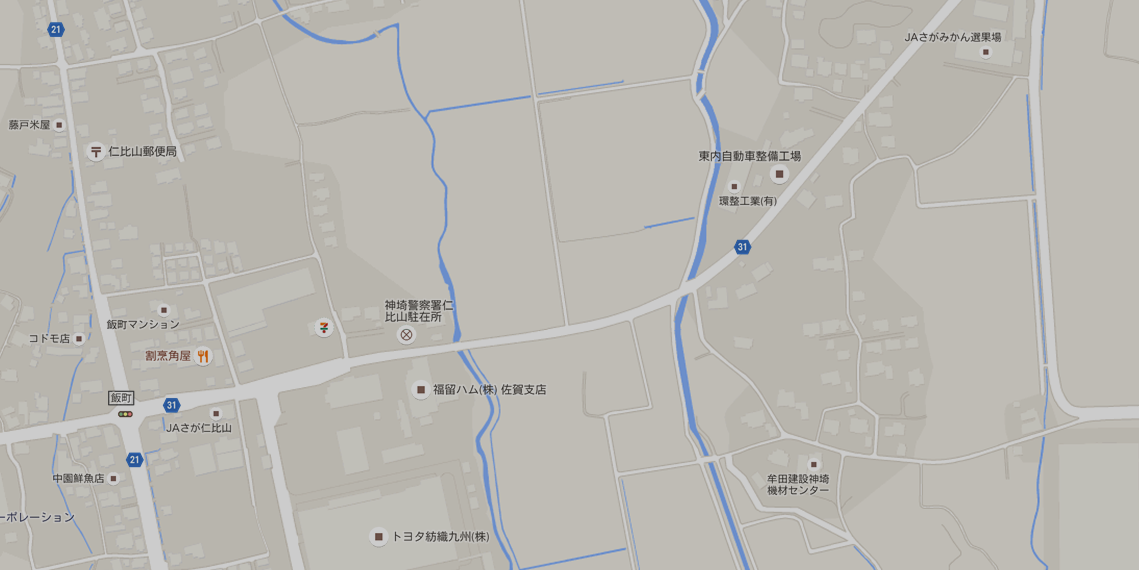 21
JAさがみかん選果場
藤戸米屋
仁比山郵便局
東内自動車整備工場
環整工業(有)
31
神埼警察署仁
比山駐在所
飯町マンション
7
コドモ店
割烹角屋
福留ハム(株) 佐賀支店
飯町
31
JAさが仁比山
21
中園鮮魚店
牟田建設神埼
機材センター
ーポレーション
トヨタ紡織九州(株)